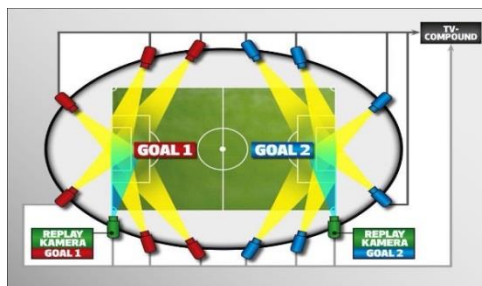 TV-
COMPOUND
GOAL 1
GOAL 2
REPLAY
KAMERA
GOAL 1
REPLAY
KAMERA
GOAL 2